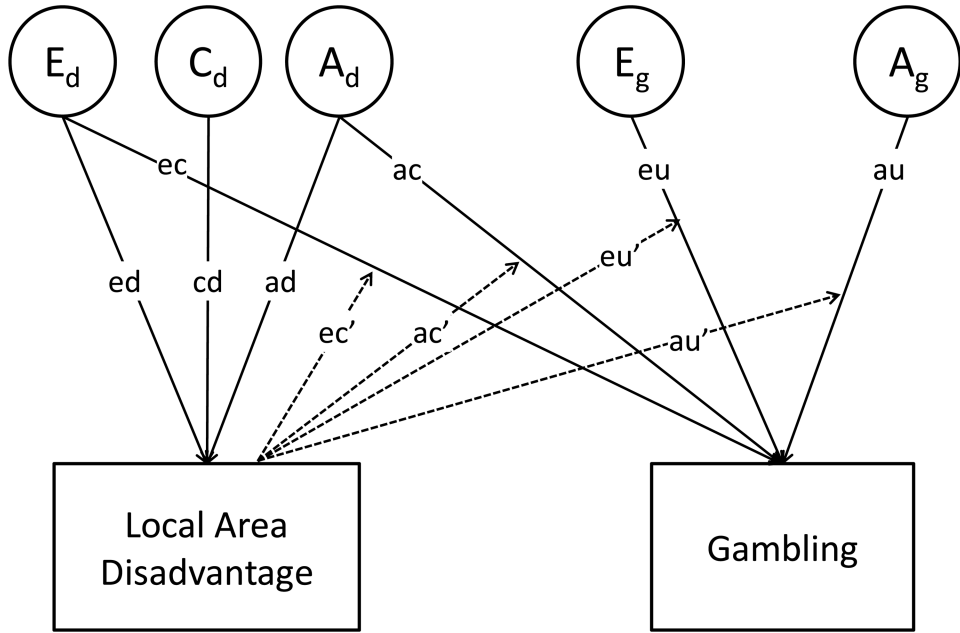 E_d C_d A_d E_g A_g
ec ac eu au
ed cd ad eu’
ec’ ac’ au’
Local Area
Disadvantage
Gambling